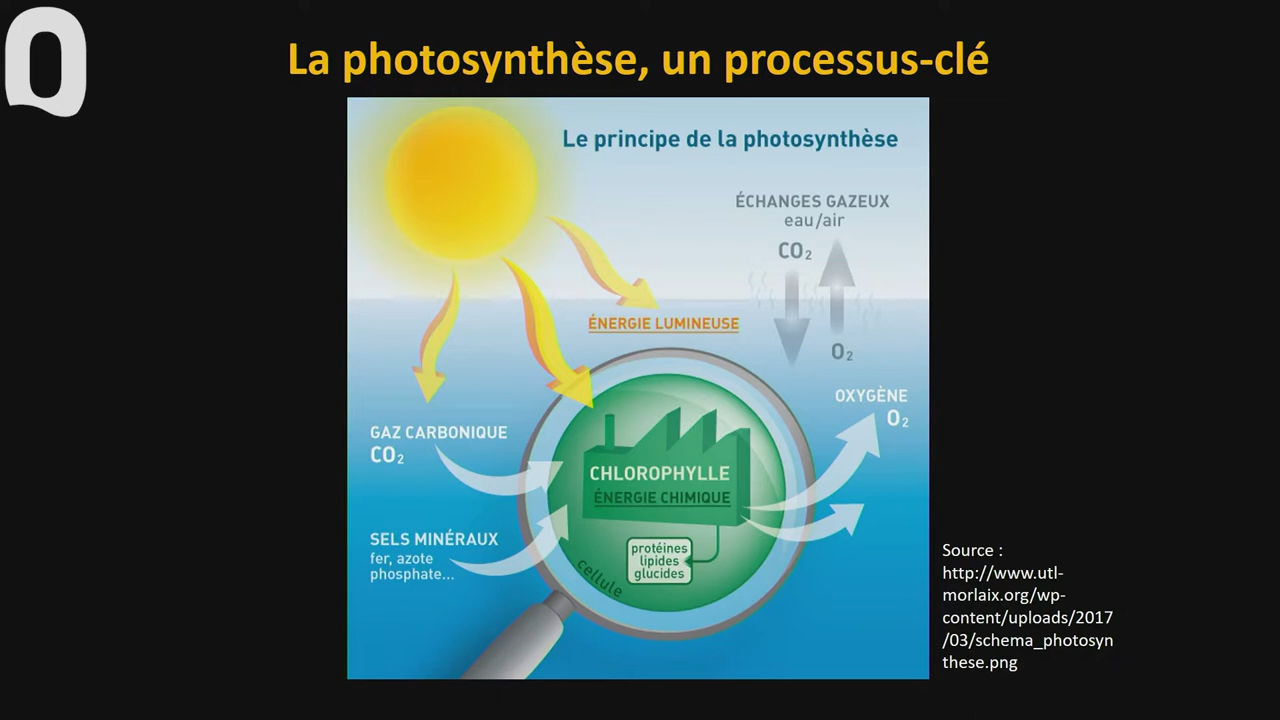 La photosynthèse, un processus-clé
Le principe de la photosynthèse
ÉCHANGES GAZEUX
eau/air
CO₂
O₂
ÉNERGIE LUMINEUSE
OXYGÈNE
O₂
GAZ CARBONIQUE
CO₂
CHLOROPHYLLE
ÉNERGIE CHIMIQUE
SELS MINÉRAUX
fer, azote
phosphate...
protéines
lipides
glucides
cellule
Source :
http://www.utl-
morlaix.org/wp-
content/uploads/2017
/03/schema_photosyn
these.png